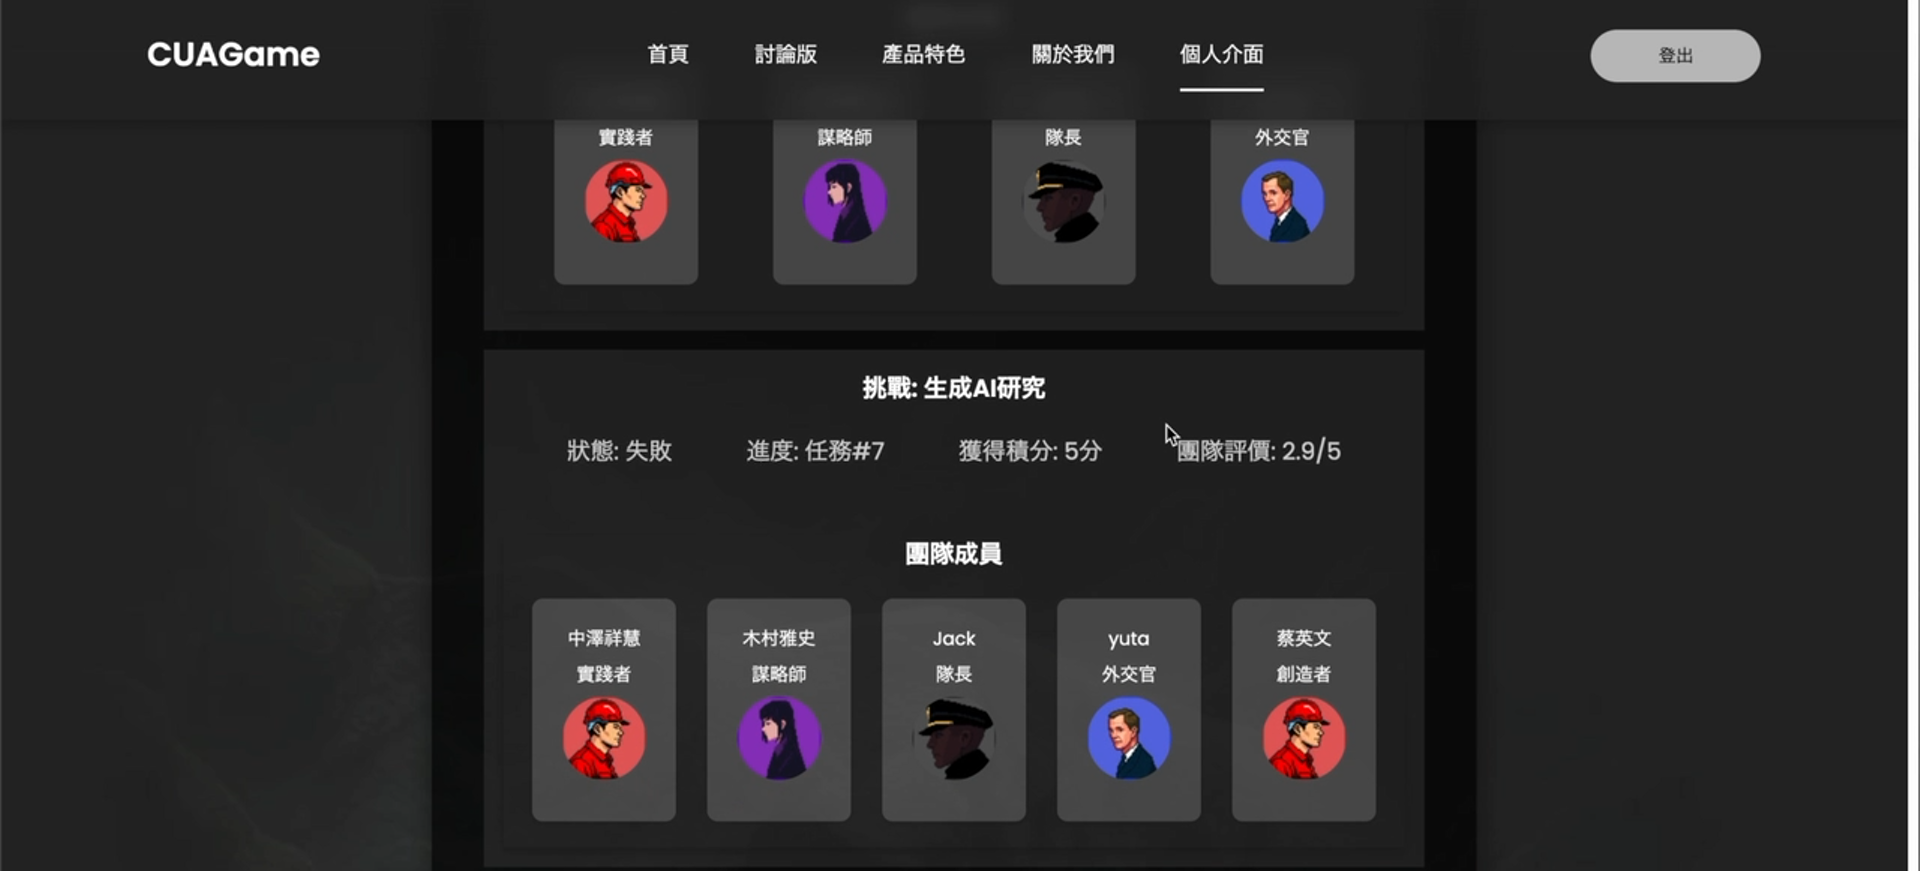 CUAGame
首頁 討論版 產品特色 關於我們 個人介面
登出
實踐者 謀略師 隊長 外交官
挑戰: 生成AI研究
狀態: 失敗 進度: 任務#7 獲得積分: 5分 團隊評價: 2.9/5
團隊成員
中澤祥慧 木村雅史 Jack yuta 蔡英文
實踐者 謀略師 隊長 外交官 創造者